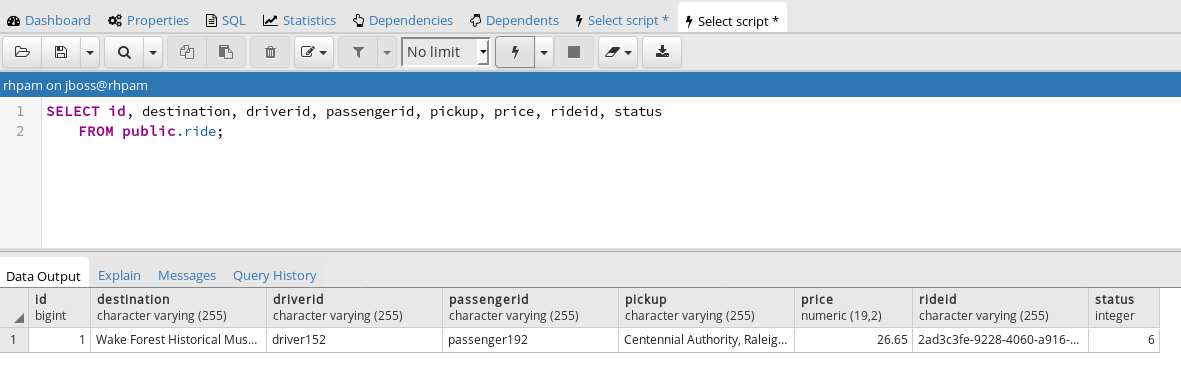 Dashboard Properties SQL Statistics Dependencies Dependents Select script * Select script *
No limit
rhpam on jboss@rhpam
1 SELECT id, destination, driverid, passengerid, pickup, price, rideid, status
2 FROM public.ride;
Data Output Explain Messages Query History
id destination driverid passengerid pickup price rideid status
bigint character varying (255) character varying (255) character varying (255) character varying (255) numeric (19,2) character varying (255) integer
1 1 Wake Forest Historical Mus... driver152 passenger192 Centennial Authority, Raleig... 26.65 2ad3c3fe-9228-4060-a916-... 6